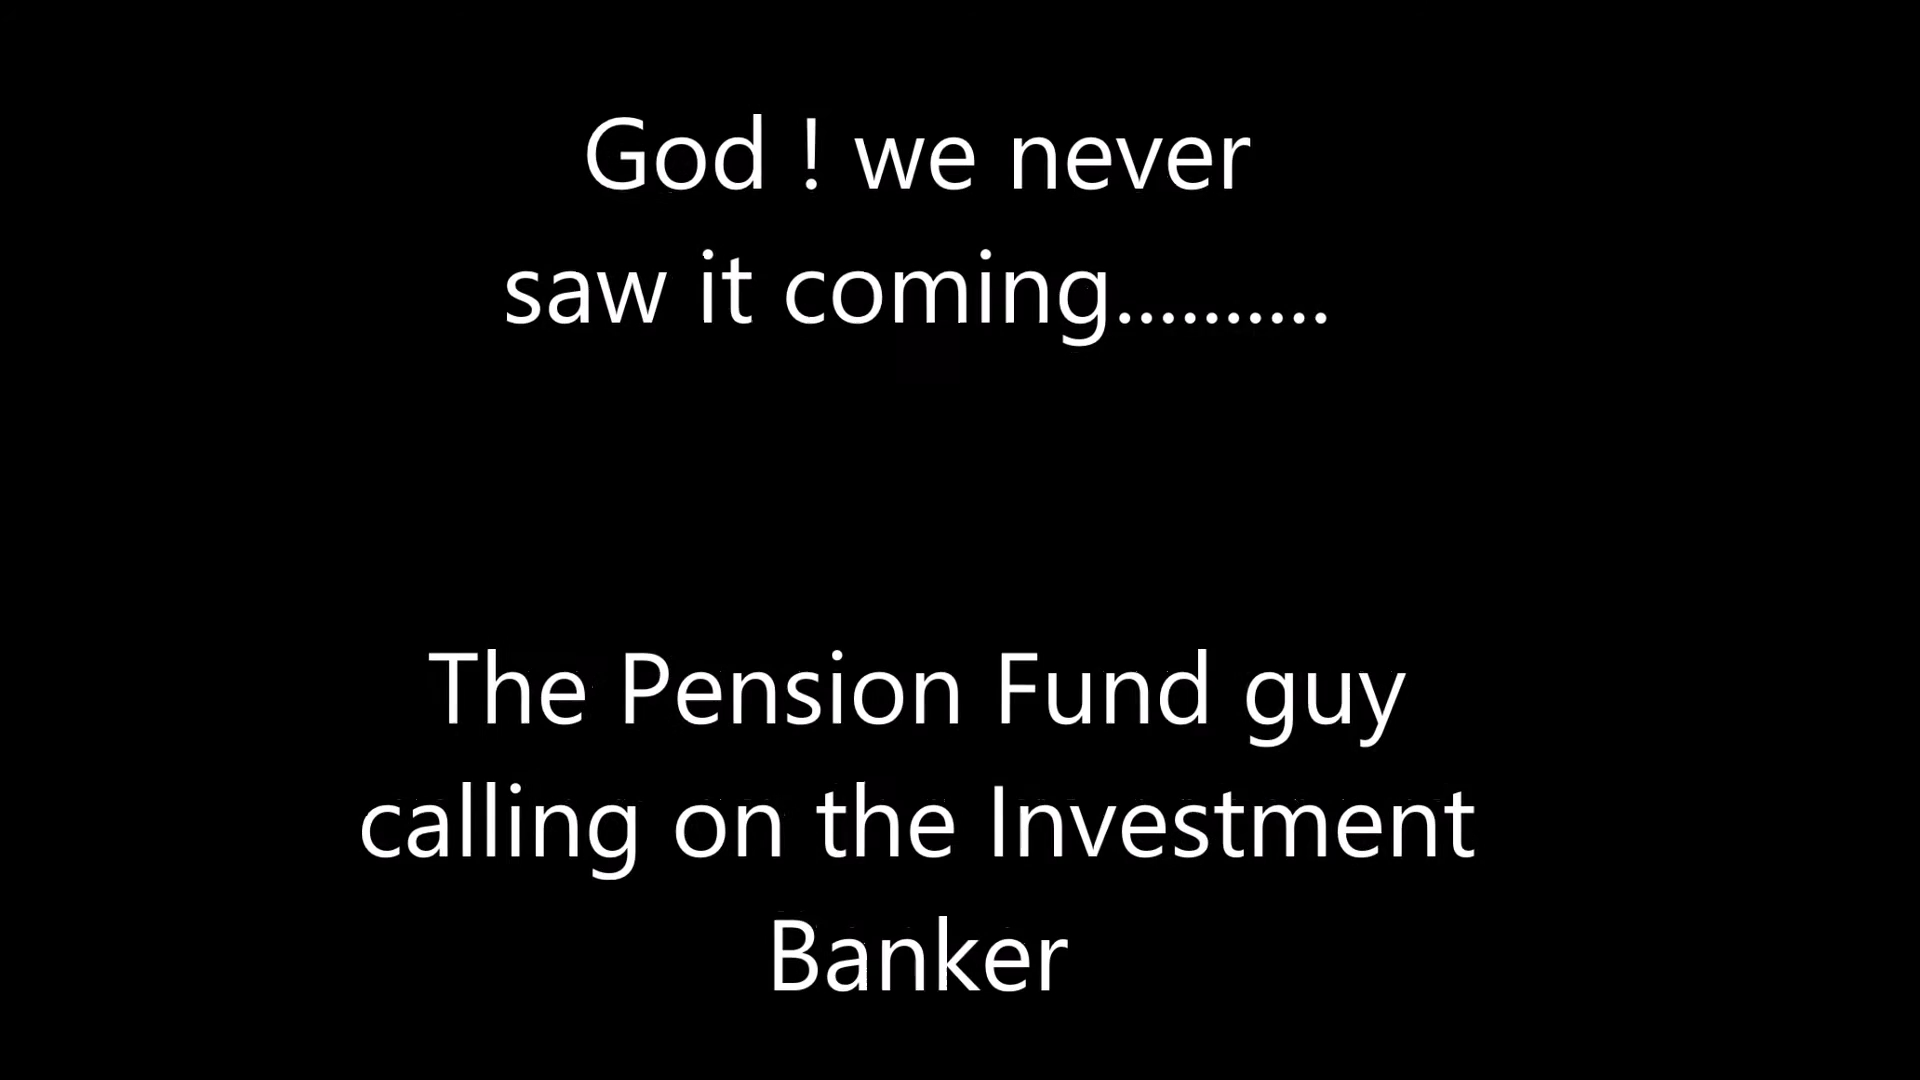 God ! we never
saw it coming..........
The Pension Fund guy
calling on the Investment
Banker